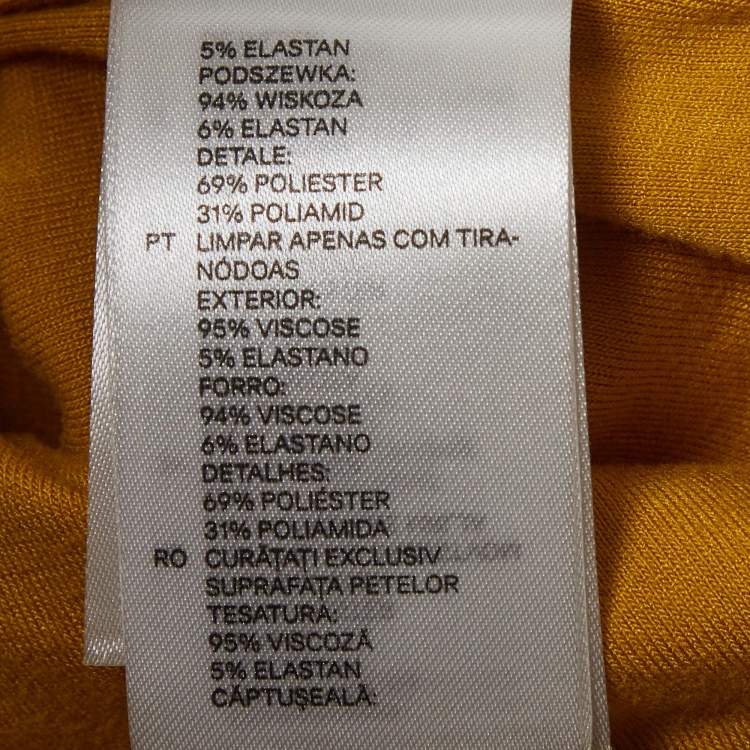 5% ELASTAN
PODSZEWKA:
94% WISKOZA
6% ELASTAN
DETALE:
69% POLIESTER
31% POLIAMID
PT LIMPAR APENAS COM TIRA-
NÓDOAS
EXTERIOR:
95% VISCOSE
5% ELASTANO
FORRO:
94% VISCOSE
6% ELASTANO
DETALHES:
69% POLIÉSTER
31% POLIAMIDA
RO CURĂȚAȚI EXCLUSIV
SUPRAFAȚA PETELOR
TESATURA:
95% VISCOZĂ
5% ELASTAN
CĂPTUȘEALĂ: